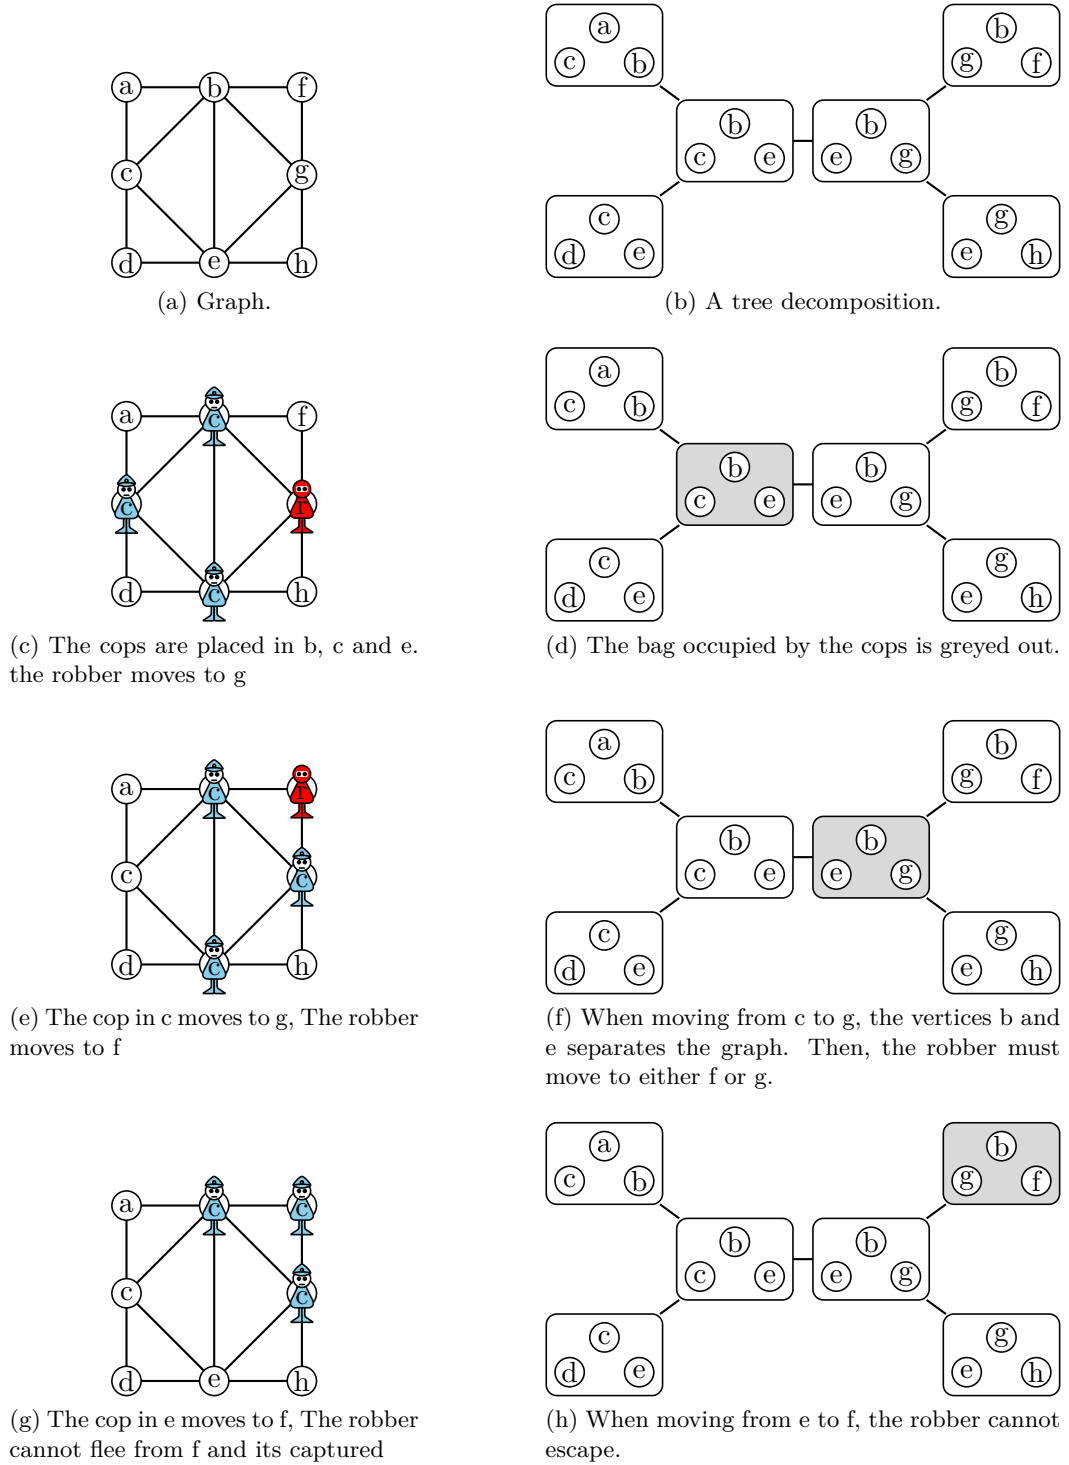 a b f
c g
d e h
(a) Graph.
a
c b
b
g f
b
c e
b
e g
c
d e
g
e h
(b) A tree decomposition.
a c f
c r
d c h
(c) The cops are placed in b, c and e.
the robber moves to g
a
c b
b
g f
b
c e
b
e g
c
d e
g
e h
(d) The bag occupied by the cops is greyed out.
a c r
c c
d c h
(e) The cop in c moves to g, The robber
moves to f
a
c b
b
g f
b
c e
b
e g
c
d e
g
e h
(f) When moving from c to g, the vertices b and
e separates the graph. Then, the robber must
move to either f or g.
a c c
c c
d e h
(g) The cop in e moves to f, The robber
cannot flee from f and its captured
a
c b
b
g f
b
c e
b
e g
c
d e
g
e h
(h) When moving from e to f, the robber cannot
escape.